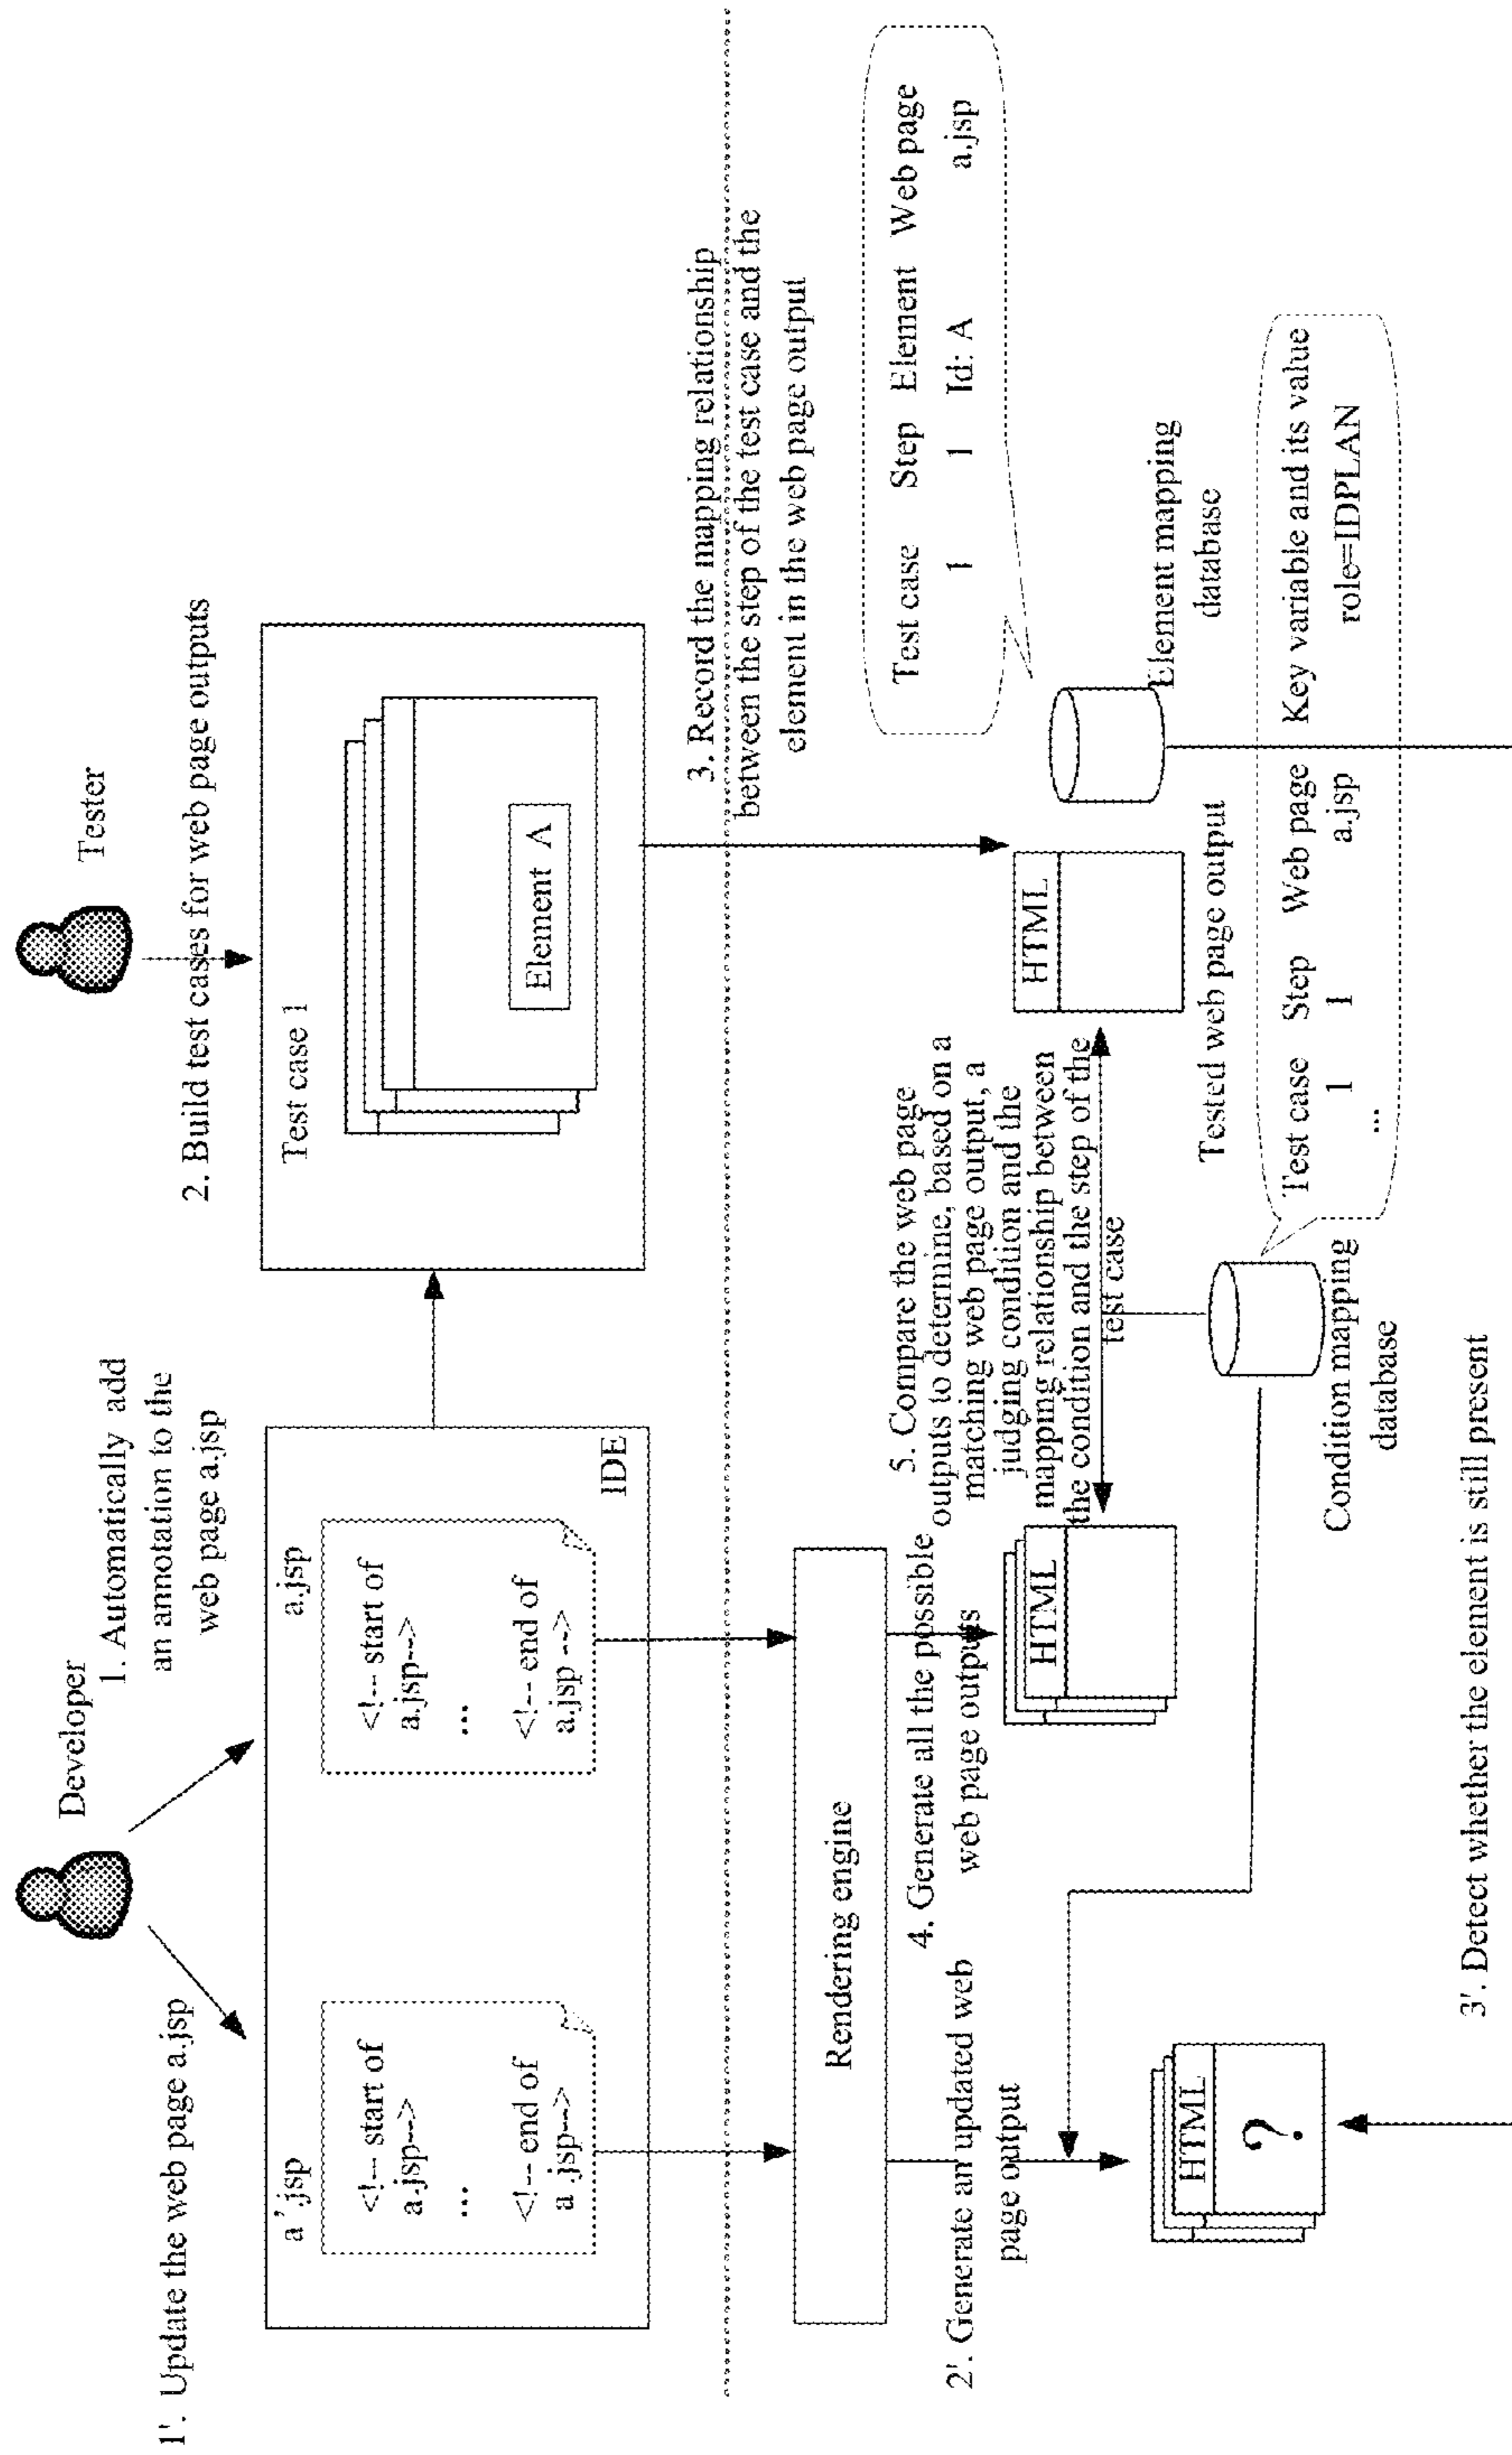 Developer
Tester
1'. Update the web page a.jsp
1. Automatically add
an annotation to the
web page a.jsp
2. Build test cases for web page outputs
a'.jsp
<!-- start of
a.jsp-->
...
<!-- end of
a .jsp-->
a.jsp
<!-- start of
a.jsp-->
...
<!-- end of
a.jsp -->
IDE
Test case 1
Element A
3. Record the mapping relationship
between the step of the test case and the
element in the web page output
Rendering engine
2'. Generate an updated web
page output
4. Generate all the possible
web page outputs
5. Compare the web page
outputs to determine, based on a
matching web page output, a
judging condition and the
mapping relationship between
the condition and the step of the
test case
Test case Step Element Web page
1 1 Id: A a.jsp
HTML
?
HTML
HTML
Tested web page output
Element mapping
database
Condition mapping
database
Test case Step Web page Key variable and its value
1 1 a.jsp role=IDPLAN
...
3'. Detect whether the element is still present